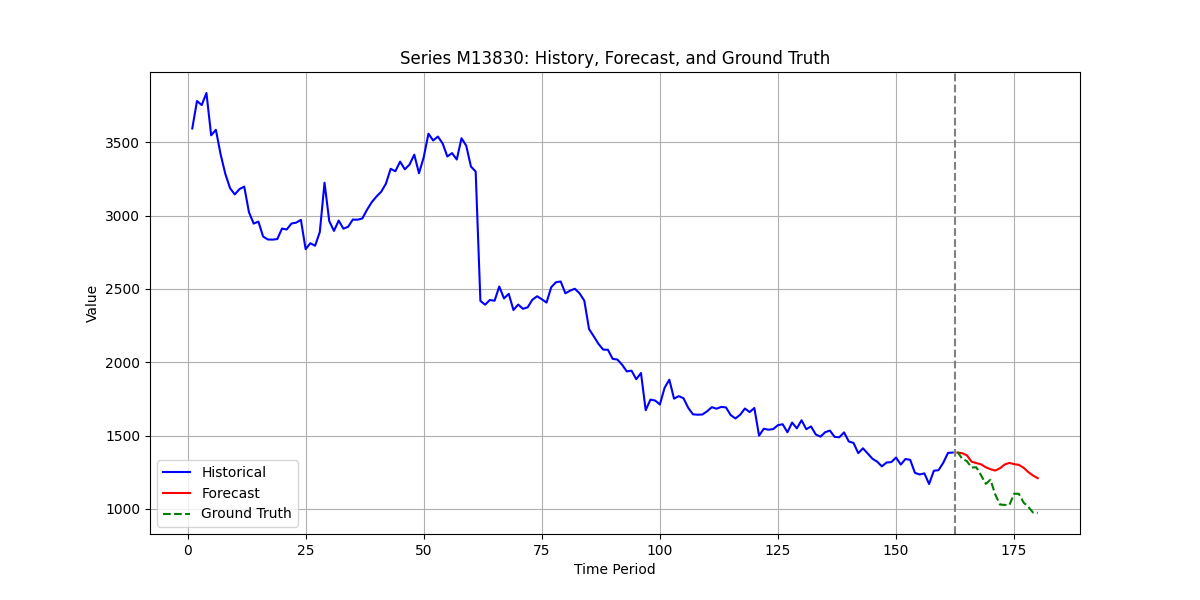 Series M13830: History, Forecast, and Ground Truth
Value
3500
3000
2500
2000
1500
1000
Historical
Forecast
Ground Truth
0 25 50 75 100 125 150 175
Time Period